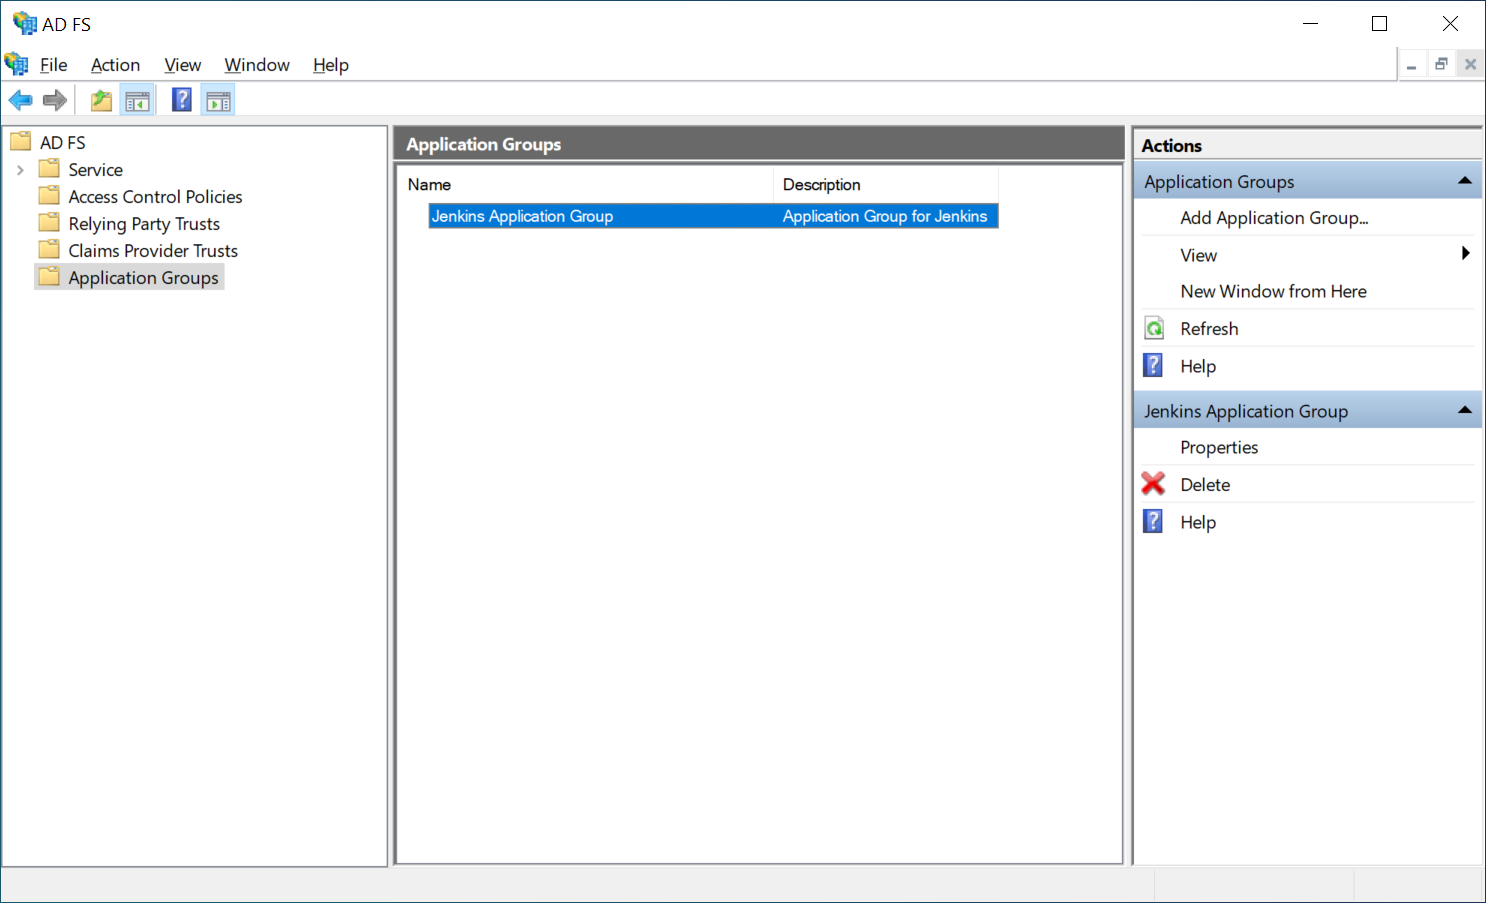 AD FS
File Action View Window Help
AD FS
Service
Access Control Policies
Relying Party Trusts
Claims Provider Trusts
Application Groups
Application Groups
Name Description
Jenkins Application Group Application Group for Jenkins
Actions
Application Groups
Add Application Group...
View
New Window from Here
Refresh
Help
Jenkins Application Group
Properties
Delete
Help